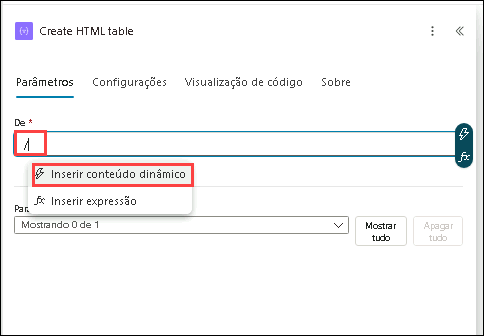 Create HTML table
Parâmetros Configurações Visualização de código Sobre
De *
/
Inserir conteúdo dinâmico
fx Inserir expressão
Mostrando 0 de 1
Mostrar tudo
Apagar tudo